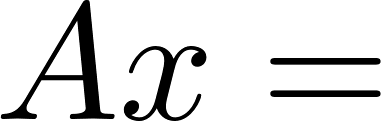 Ax =